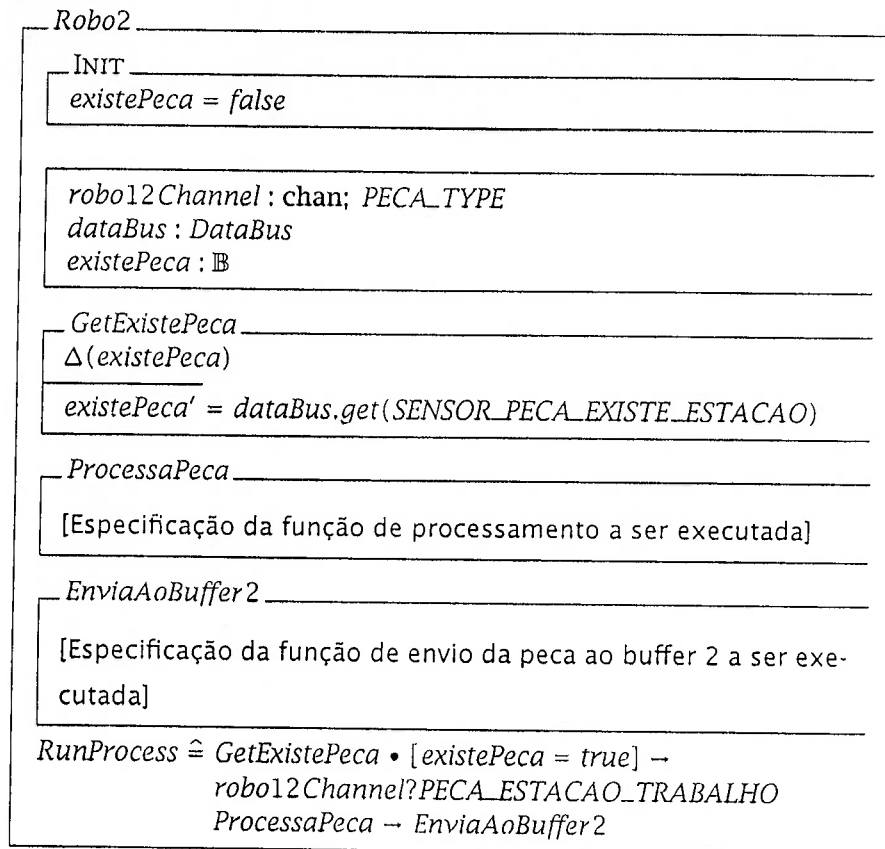 Robo2
INIT
existePeca = false
robo12Channel : chan; PECA_TYPE
dataBus : DataBus
existePeca : 𝔹
GetExistePeca
Δ(existePeca)
existePeca′ = dataBus.get(SENSOR_PECA_EXISTE_ESTACAO)
ProcessaPeca
[Especificação da função de processamento a ser executada]
EnviaAoBuffer2
[Especificação da função de envio da peca ao buffer 2 a ser exe-
cutada]
RunProcess ≙ GetExistePeca • [existePeca = true] →
robo12Channel?PECA_ESTACAO_TRABALHO
ProcessaPeca → EnviaAoBuffer2